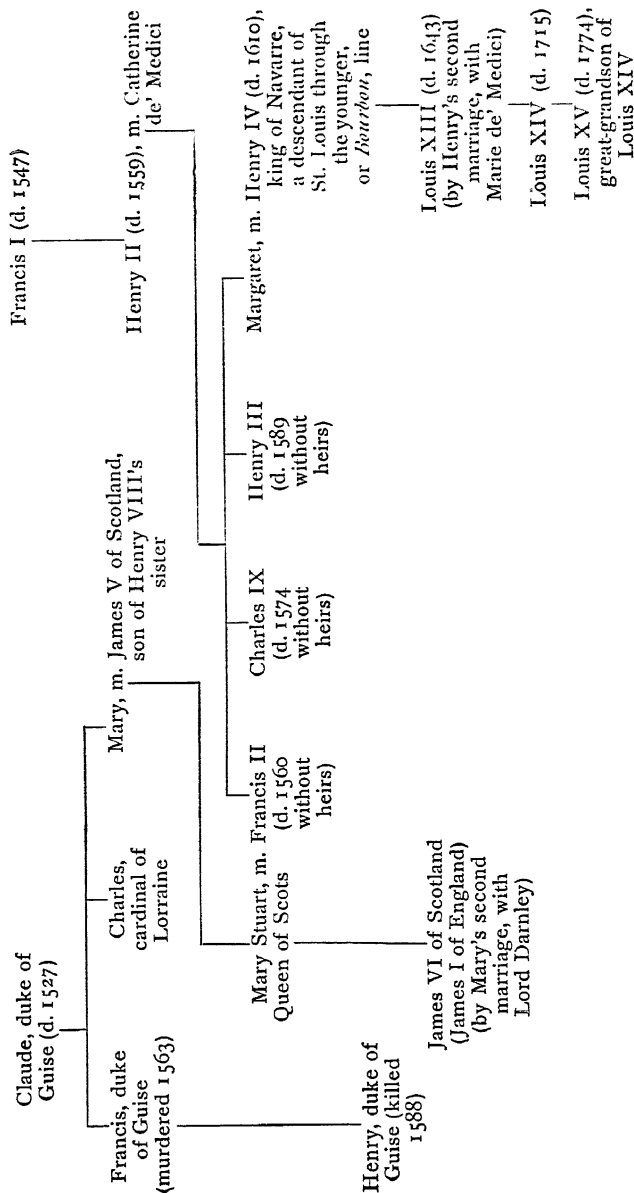 Francis I (d. 1547)
Henry II (d. 1559), m. Catherine
de' Medici
Claude, duke of
Guise (d. 1527)
Francis, duke
of Guise
(murdered 1563)
Charles,
cardinal of
Lorraine
Mary, m. James V of Scotland,
son of Henry VIII's
sister
Henry, duke of
Guise (killed
1588)
Mary Stuart, m. Francis II
Queen of Scots
(d. 1560
without
heirs)
Charles IX
(d. 1574
without
heirs)
Henry III
(d. 1589
without
heirs)
Margaret, m. Henry IV (d. 1610),
king of Navarre,
a descendant of
St. Louis through
the younger,
or Bourbon, line
James VI of Scotland
(James I of England)
(by Mary's second
marriage, with
Lord Darnley)
Louis XIII (d. 1643)
(by Henry's second
marriage, with
Marie de' Medici)
Louis XIV (d. 1715)
Louis XV (d. 1774),
great-grandson of
Louis XIV